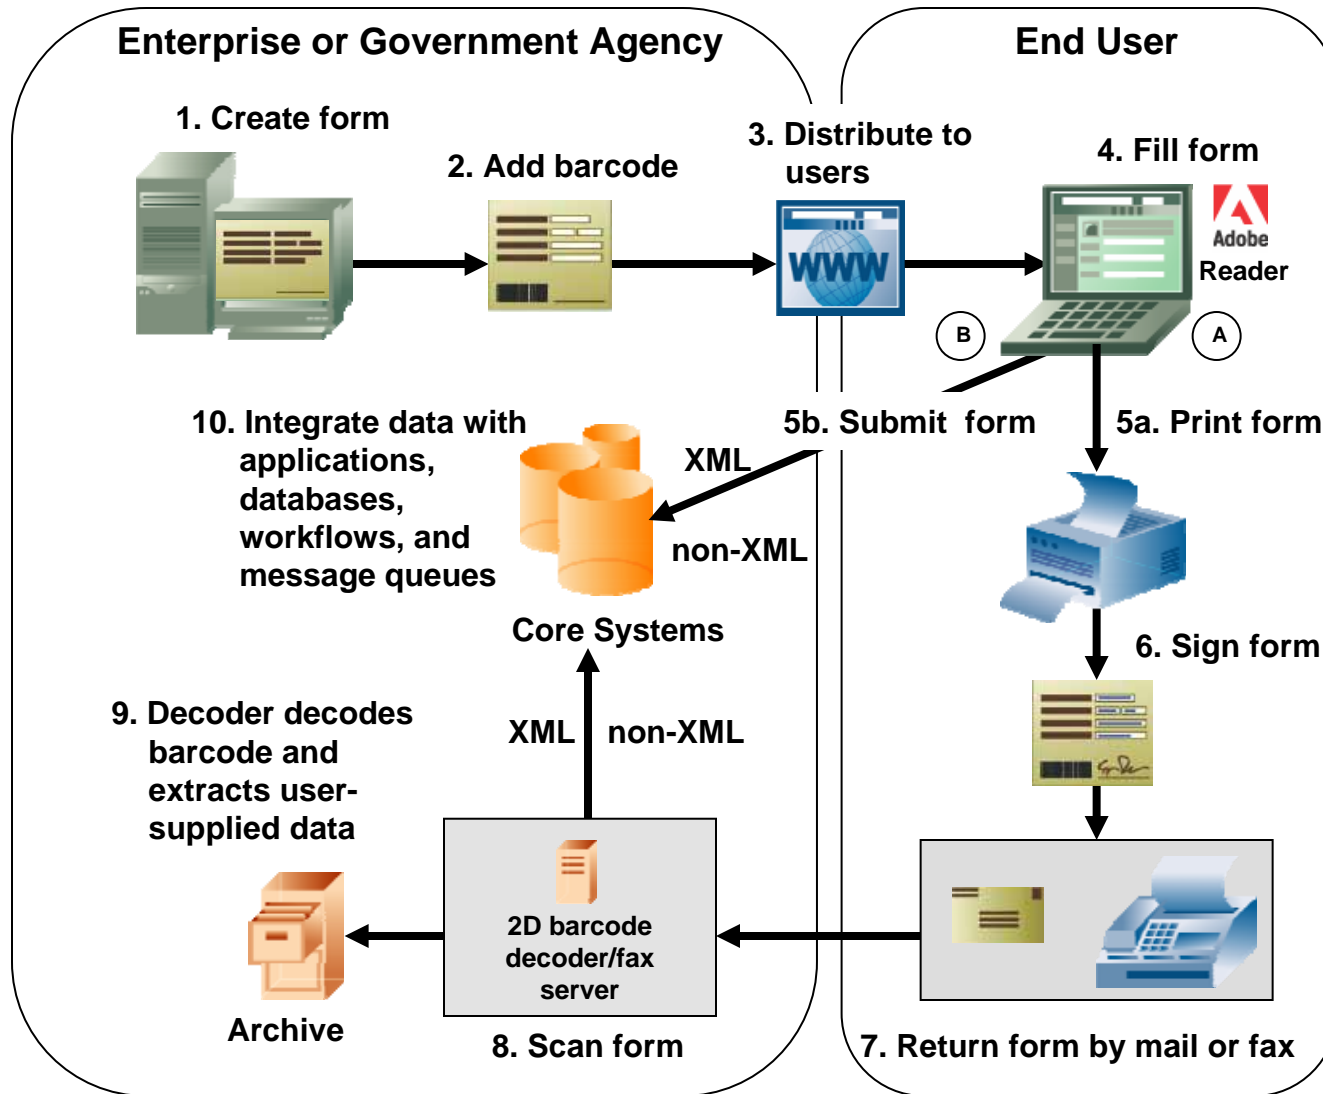 Enterprise or Government Agency
End User
1. Create form
2. Add barcode
3. Distribute to
users
4. Fill form
WWW
Adobe
Reader
B
A
10. Integrate data with
applications,
databases,
workflows, and
message queues
XML
non-XML
Core Systems
5b. Submit  form
5a. Print form
6. Sign form
9. Decoder decodes
barcode and
extracts user-
supplied data
XML
non-XML
2D barcode
decoder/fax
server
Archive
8. Scan form
7. Return form by mail or fax